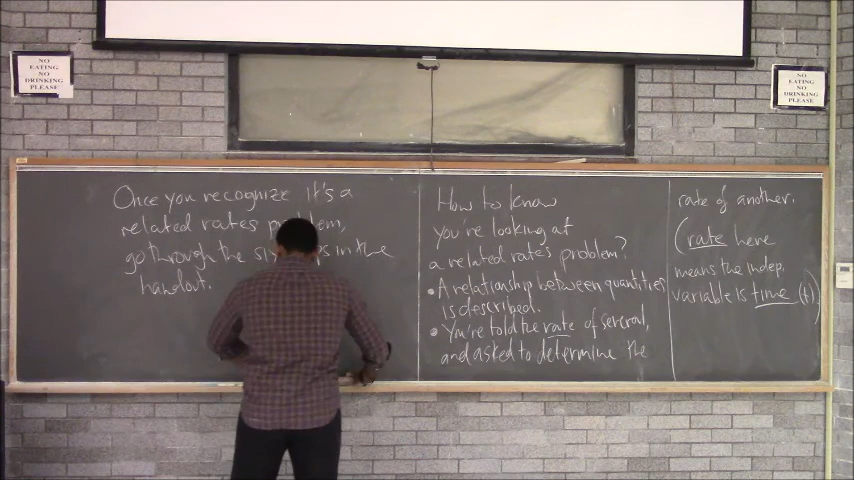 NO
EATING
NO
DRINKING
PLEASE
NO
EATING
NO
DRINKING
PLEASE
Once you recognize it's a
related rates problem,
go through the in the
handout.
How to know
you're looking at
a related rates problem?
• A relationship between quantities
is described.
• You're told the rate of several,
and asked to determine the
rate of another.
(rate here
means the indep.
variable is time (t).)